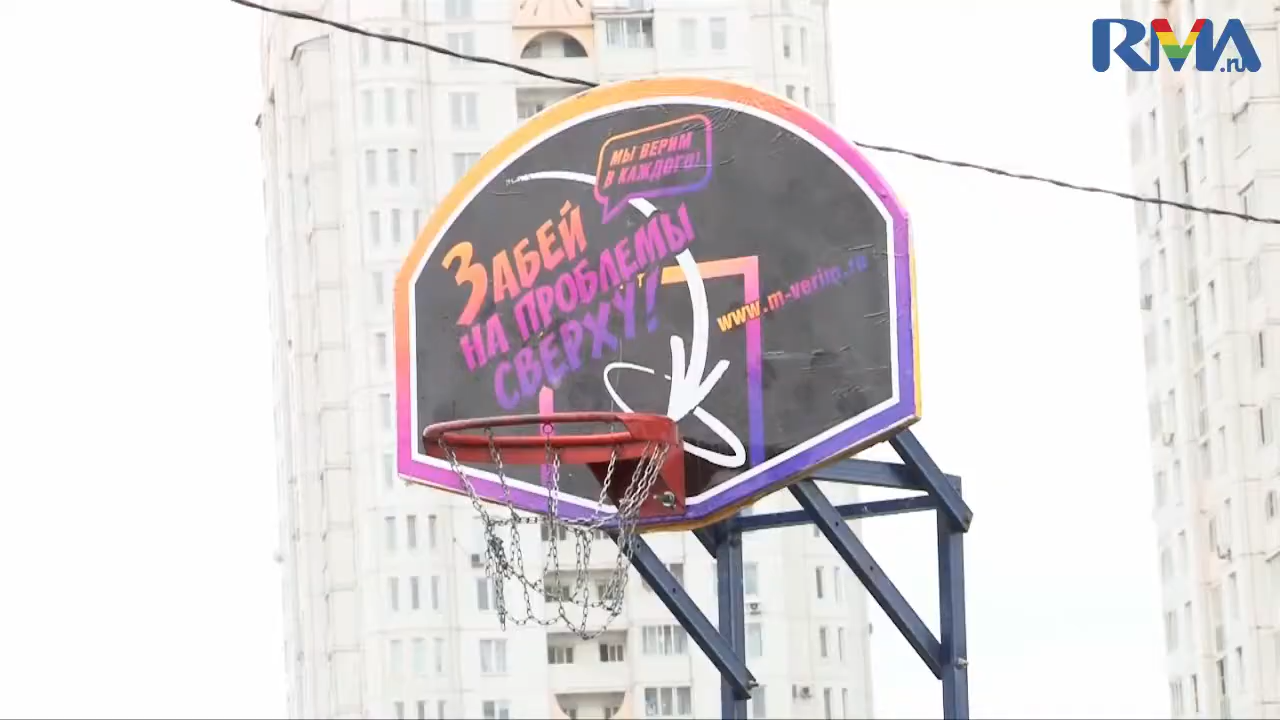 RMA.ru
МЫ ВЕРИМ
В КАЖДОГО!
ЗАБЕЙ
НА ПРОБЛЕМЫ
СВЕРХУ!
www.m-verim.ru